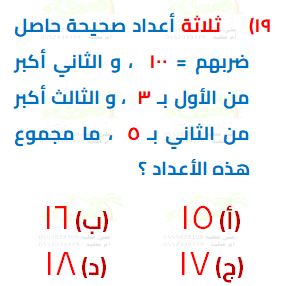 ١٩) ثلاثة أعداد صحيحة حاصل
ضربهم = ١٠٠ ، و الثاني أكبر
من الأول بـ ٣ ، و الثالث أكبر
من الثاني بـ ٥ ، ما مجموع
هذه الأعداد ؟
(أ) ١٥ (ب) ١٦
(ج) ١٧ (د) ١٨